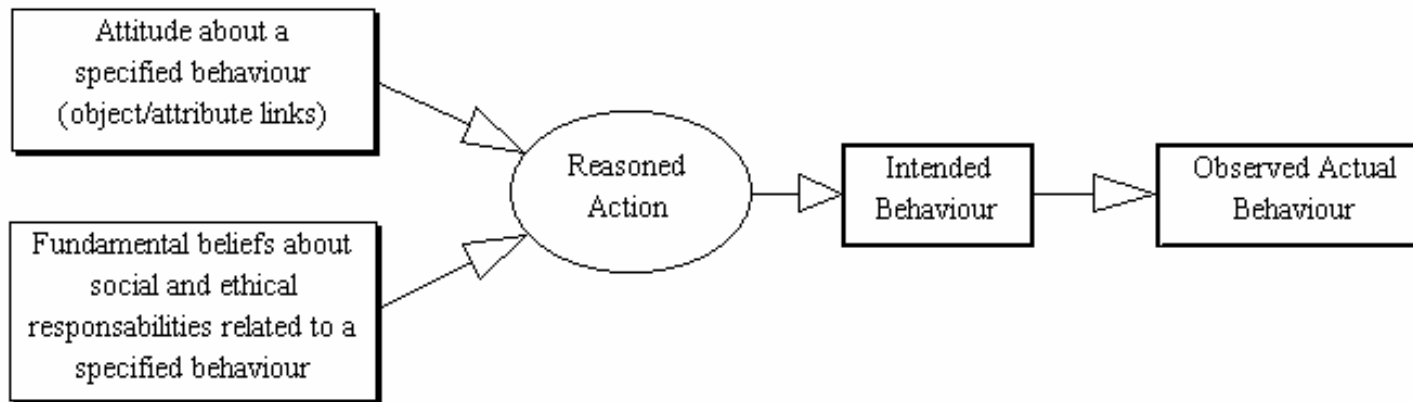 Attitude about a
specified behaviour
(object/attribute links)
Fundamental beliefs about
social and ethical
responsabilities related to a
specified behaviour
Reasoned
Action
Intended
Behaviour
Observed Actual
Behaviour